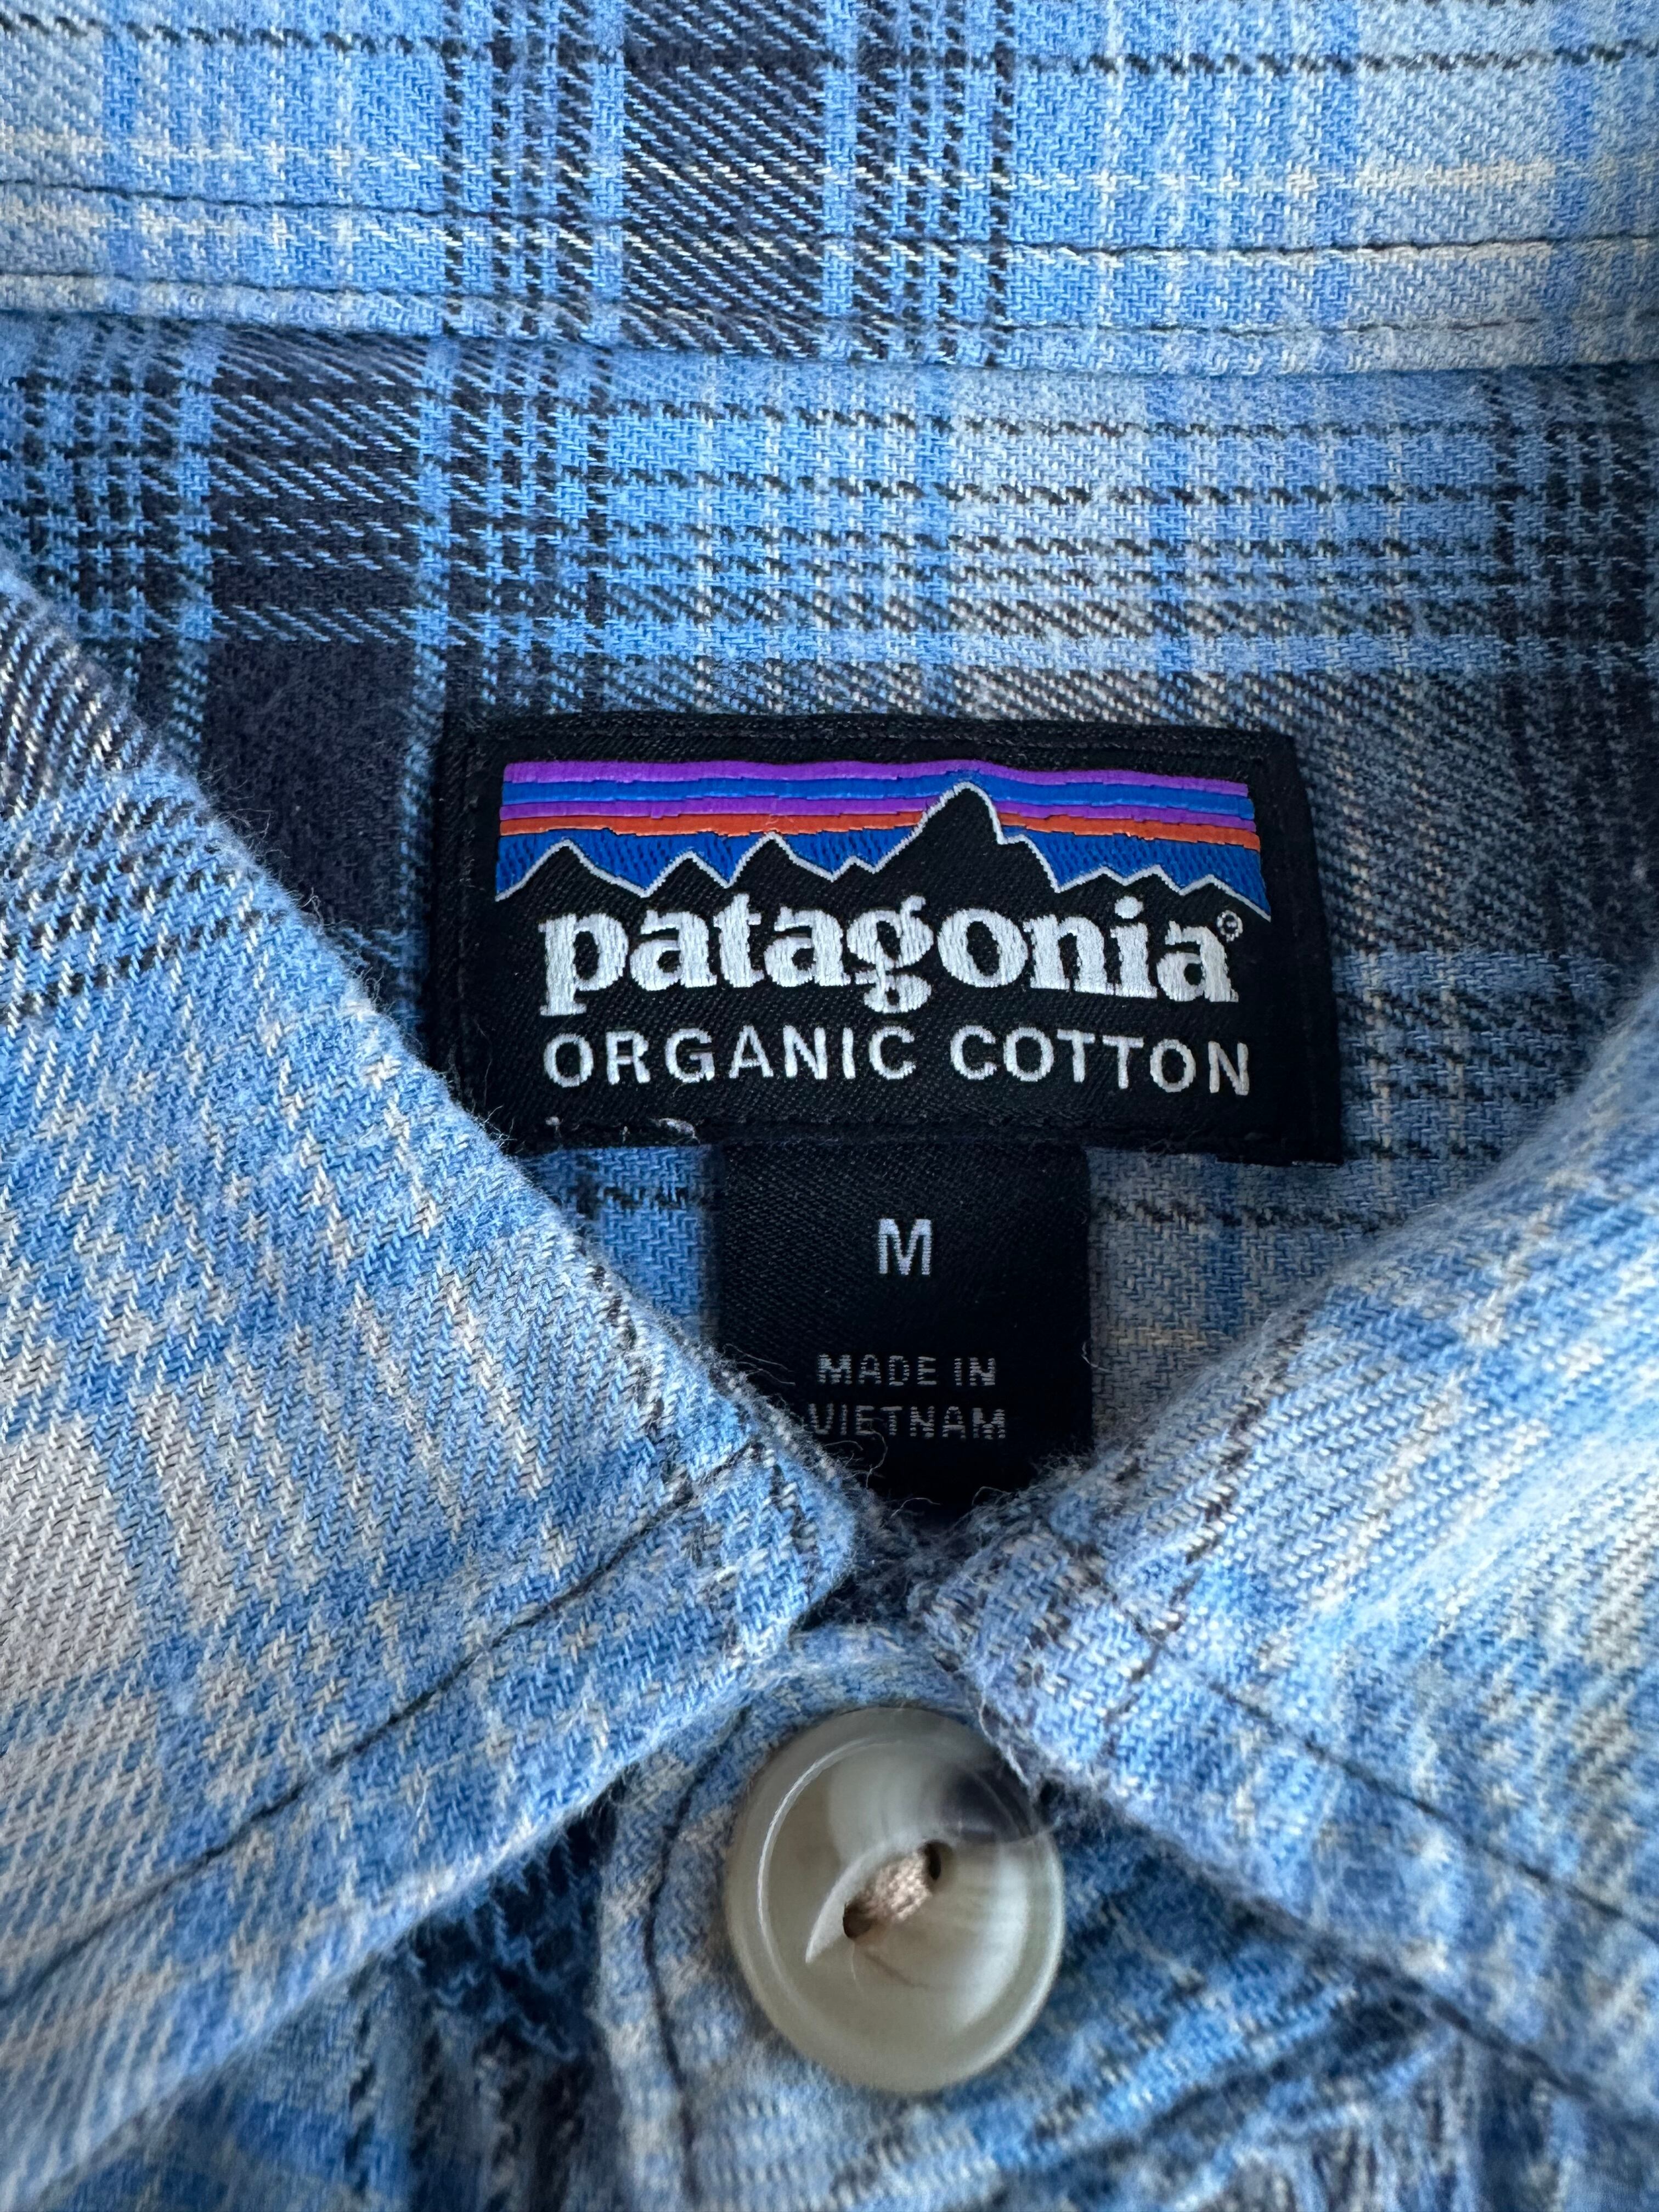 patagonia®
ORGANIC COTTON
M
MADE IN
VIETNAM